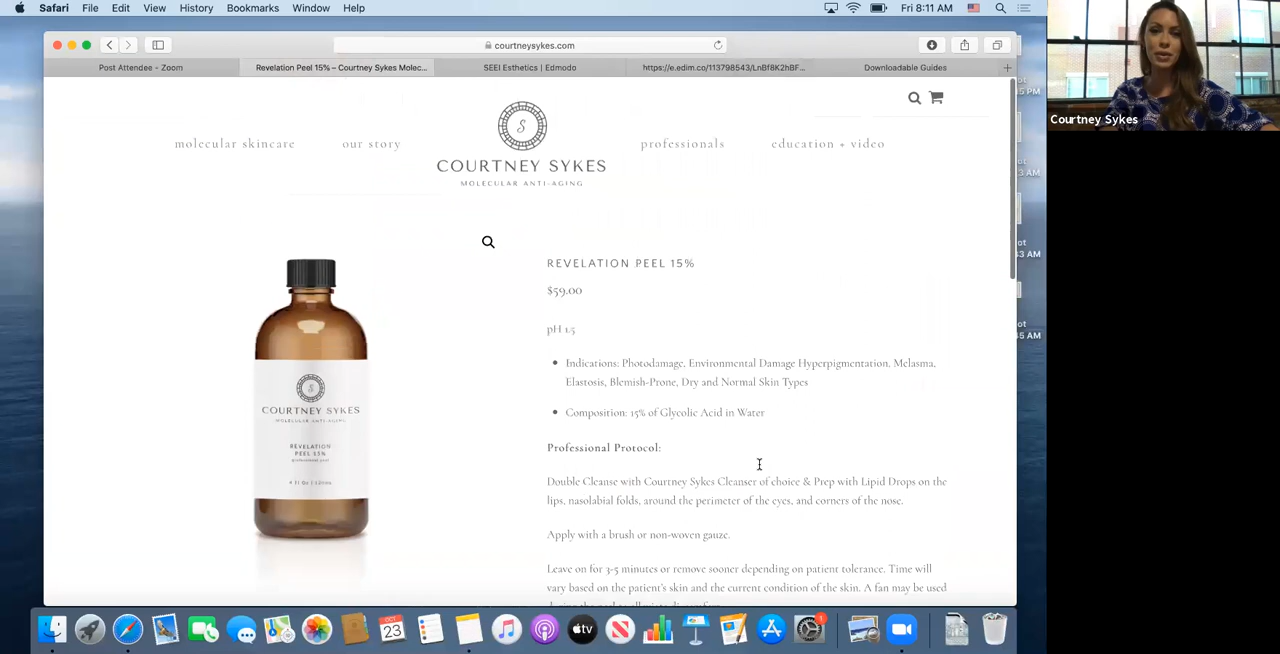 Safari File Edit View History Bookmarks Window Help
Fri 8:11 AM
courtneysykes.com
Post Attendee - Zoom
Revelation Peel 15% – Courtney Sykes Molec...
SEEI Esthetics | Edmodo
https://e.edim.co/113798543/LnBf8K2hBF...
Downloadable Guides
Courtney Sykes
molecular skincare
our story
S
COURTNEY SYKES
MOLECULAR ANTI-AGING
professionals
education + video
REVELATION PEEL 15%
$59.00
pH 1.5
Indications: Photodamage, Environmental Damage Hyperpigmentation, Melasma,
Elastosis, Blemish-Prone, Dry and Normal Skin Types
Composition: 15% of Glycolic Acid in Water
Professional Protocol:
Double Cleanse with Courtney Sykes Cleanser of choice & Prep with Lipid Drops on the
lips, nasolabial folds, around the perimeter of the eyes, and corners of the nose.
Apply with a brush or non-woven gauze.
Leave on for 3-5 minutes or remove sooner depending on patient tolerance. Time will
vary based on the patient's skin and the current condition of the skin. A fan may be used
S
COURTNEY SYKES
MOLECULAR ANTI-AGING
REVELATION
PEEL 15%
OCT
23
tv
1